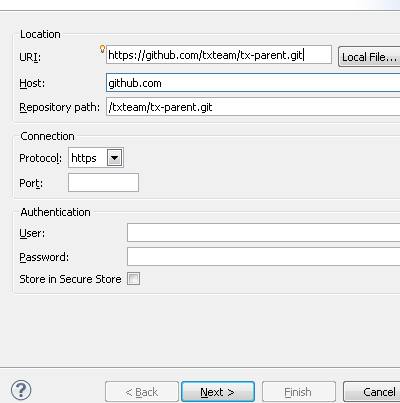 Location
URI: https://github.com/txteam/tx-parent.git Local File...
Host: github.com
Repository path: /txteam/tx-parent.git
Connection
Protocol: https
Port:
Authentication
User:
Password:
Store in Secure Store
? < Back Next > Finish Cancel